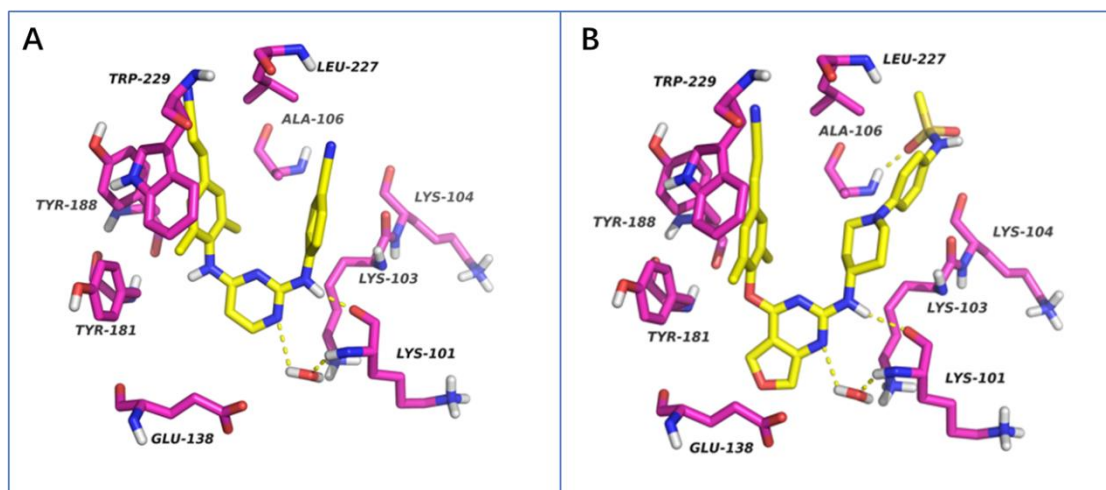 A
TRP-229
LEU-227
ALA-106
TYR-188
LYS-104
LYS-103
TYR-181
LYS-101
GLU-138
B
TRP-229
LEU-227
ALA-106
TYR-188
LYS-104
LYS-103
TYR-181
LYS-101
GLU-138